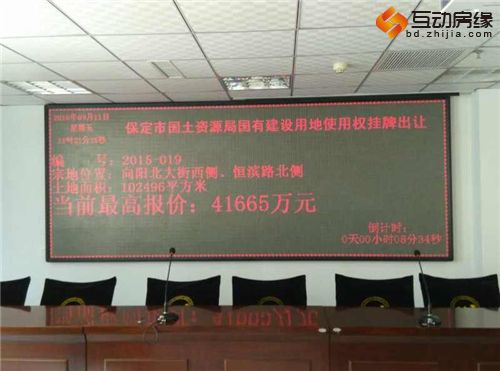 互动房缘
bd.zhijia.com
星期五
保定市国土资源局国有建设用地使用权挂牌出让
编 号：2015-019
宗地位置：向阳北大街西侧、恒滨路北侧
土地面积：102496平方米
当前最高报价：41665万元
倒计时：
0天00小时08分34秒